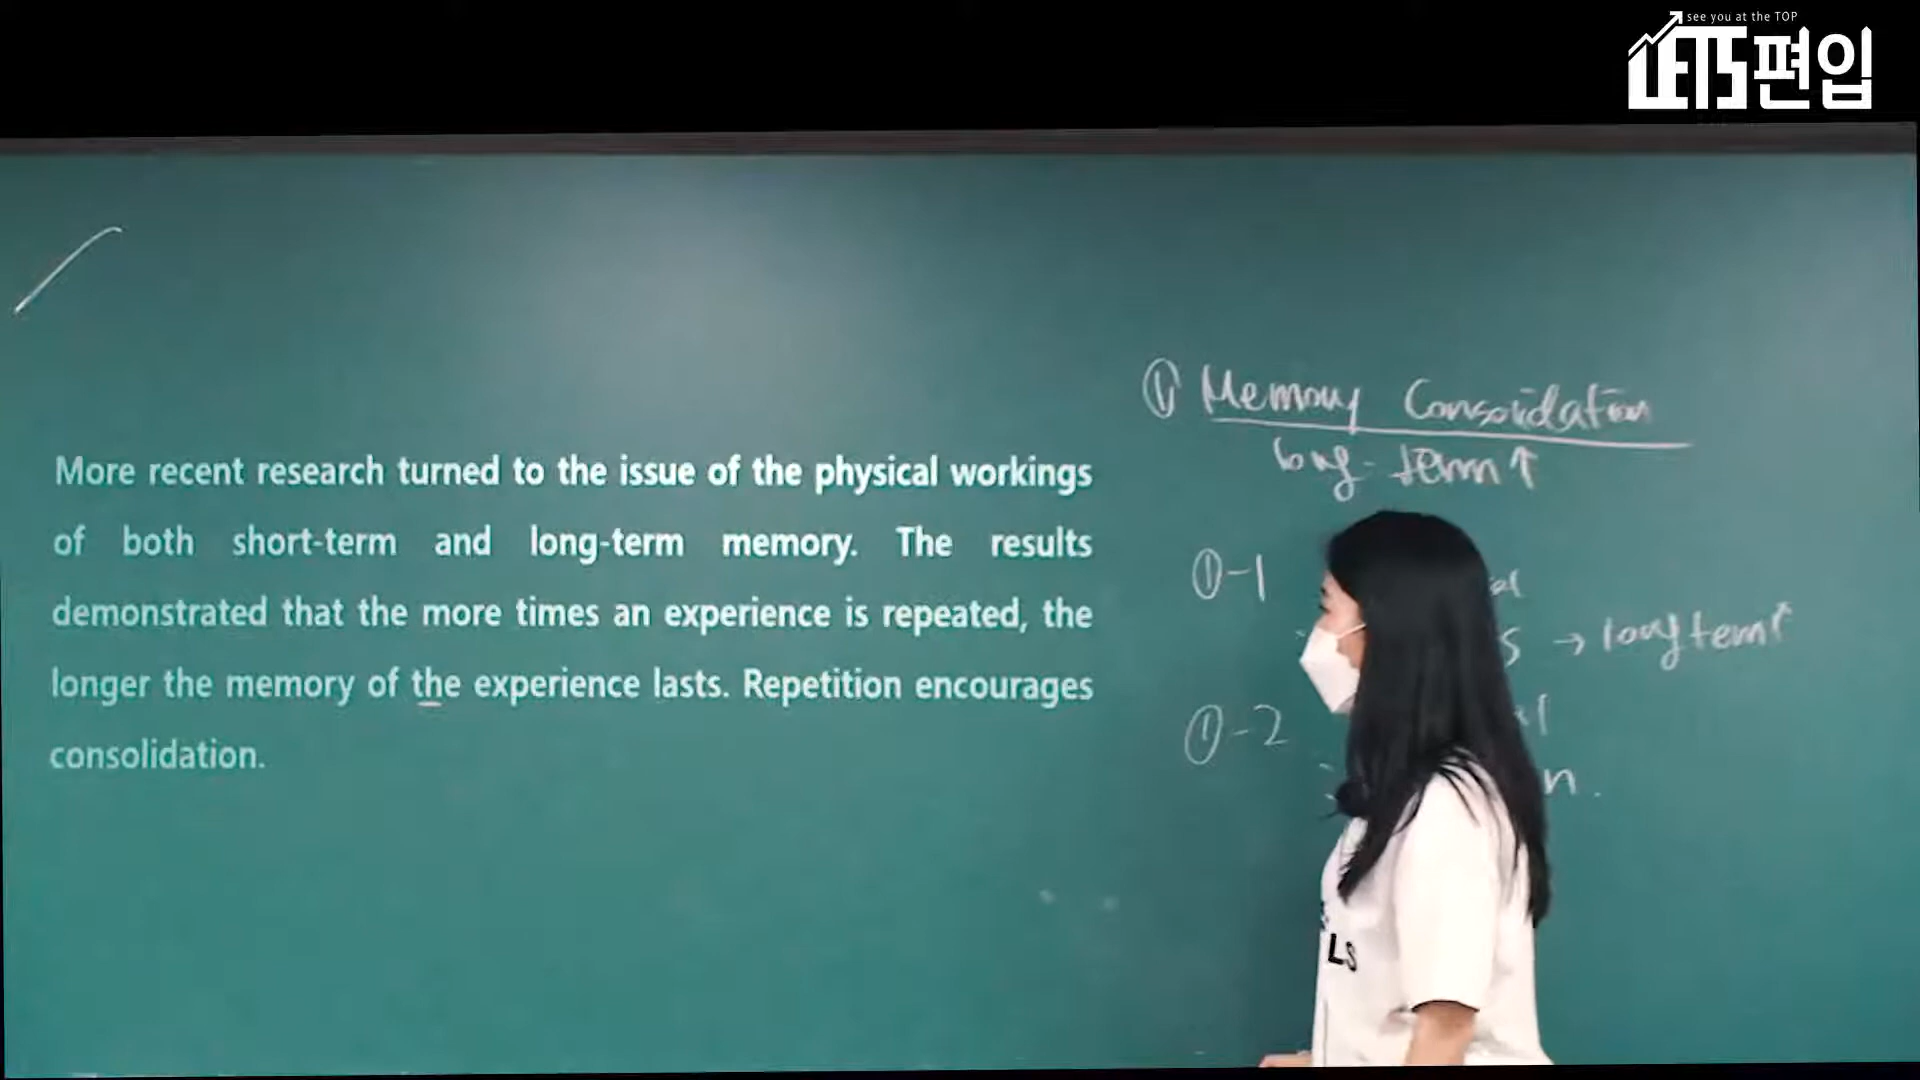 see you at the TOP
LETS편입
More recent research turned to the issue of the physical workings
of both short-term and long-term memory. The results
demonstrated that the more times an experience is repeated, the
longer the memory of the experience lasts. Repetition encourages
consolidation.
① Memory Consolidation
long-term ↑
①-1
→ long term↑
①-2
LS